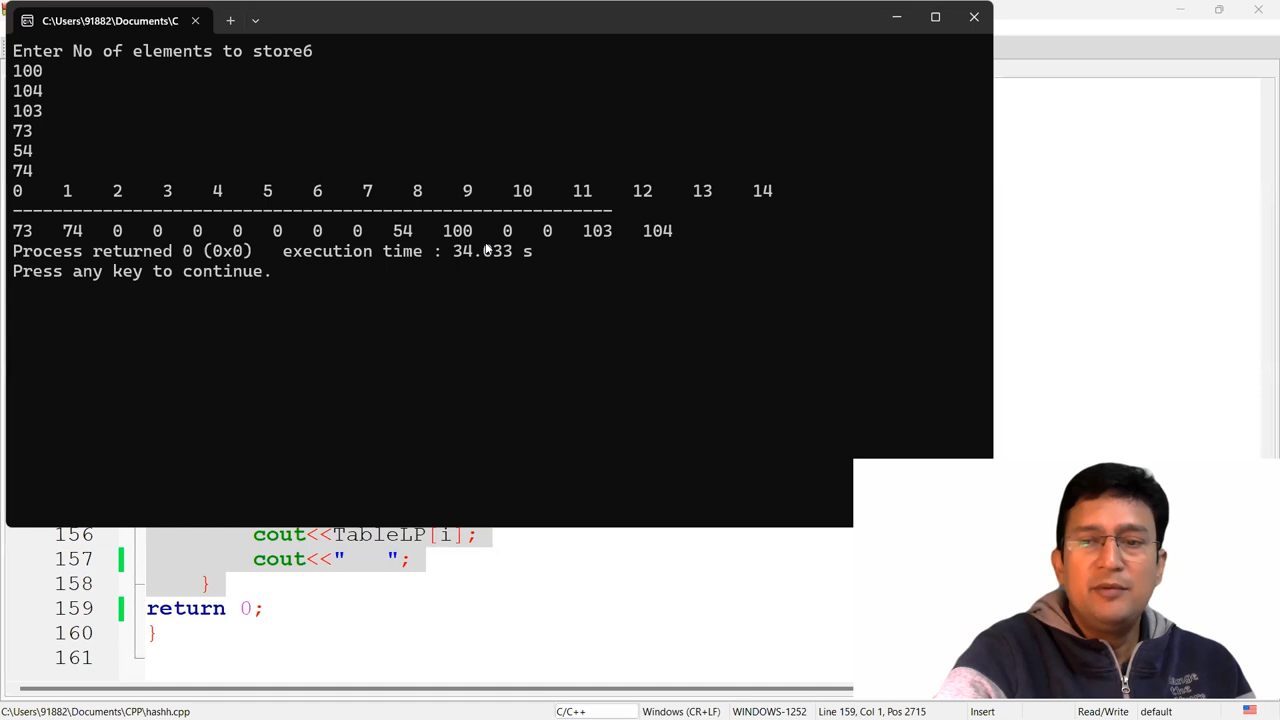 C:\Users\91882\Documents\C
Enter No of elements to store6
100
104
103
73
54
74
0 1 2 3 4 5 6 7 8 9 10 11 12 13 14
------------------------------------------------------------
73 74 0 0 0 0 0 0 54 100 0 0 103 104
Process returned 0 (0x0) execution time : 34.033 s
Press any key to continue.
156 cout<<TableLP[i];
157 cout<<" ";
158 }
159 return 0;
160 }
161
C:\Users\91882\Documents\CPP\hashh.cpp C/C++ Windows (CR+LF) WINDOWS-1252 Line 159, Col 1, Pos 2715 Insert Read/Write default